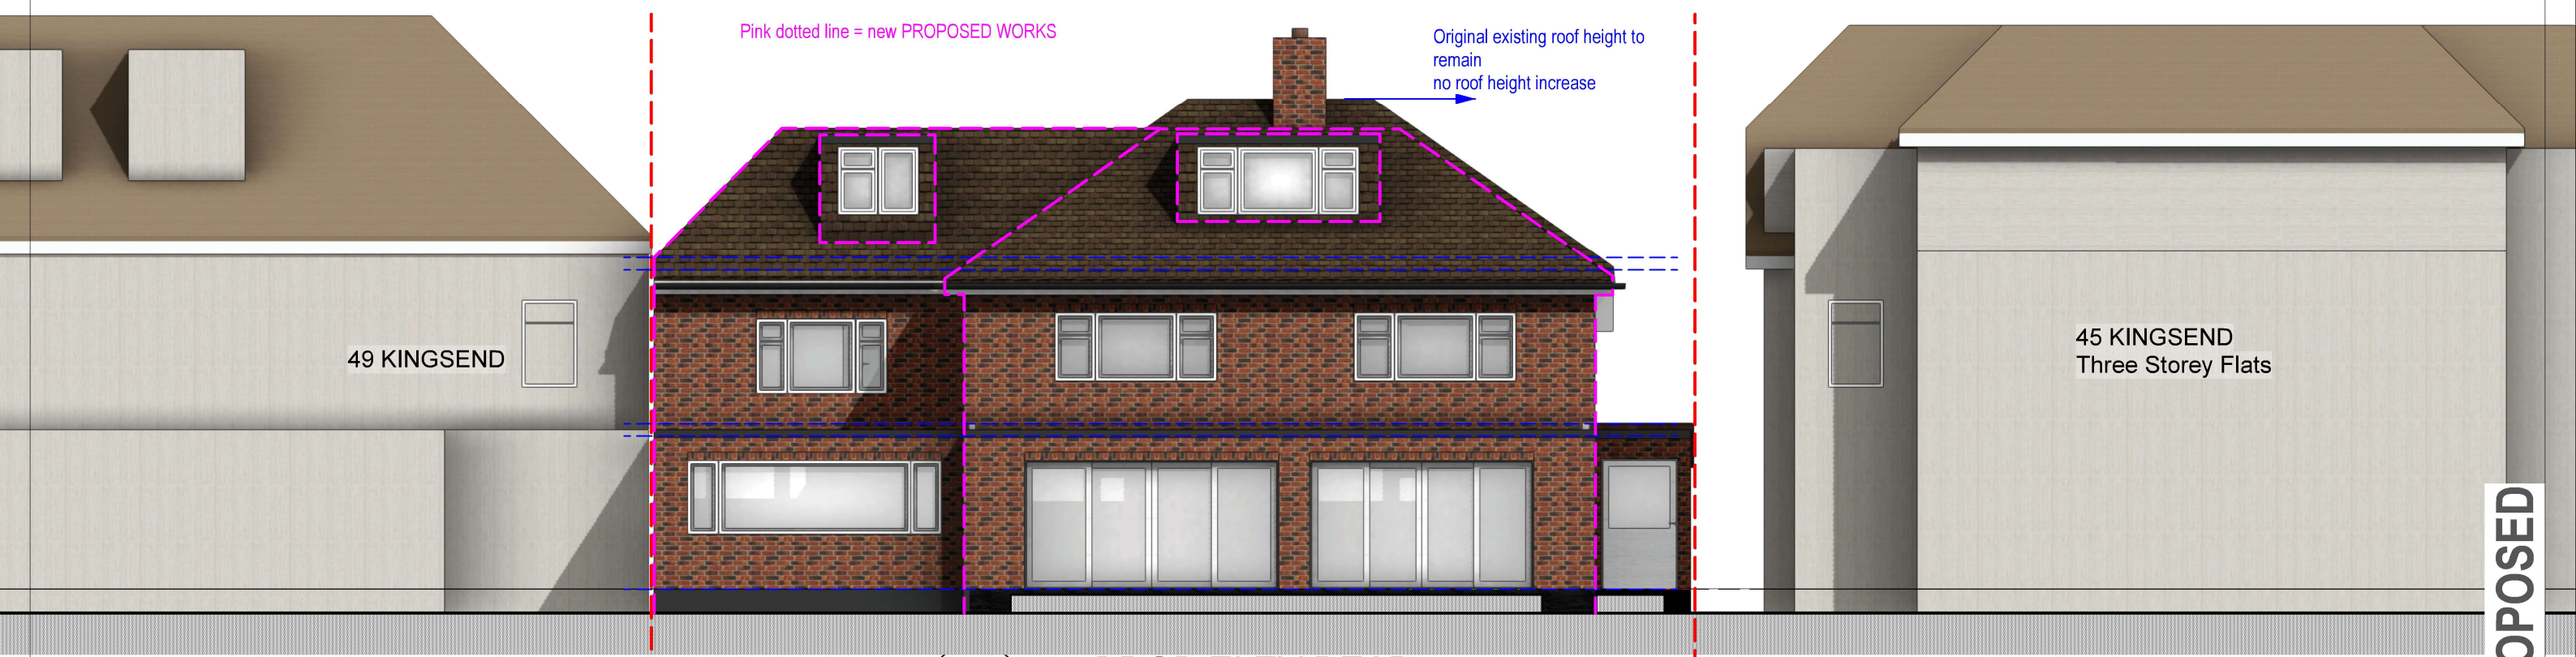 Pink dotted line = new PROPOSED WORKS
Original existing roof height to
remain
no roof height increase
49 KINGSEND
45 KINGSEND
Three Storey Flats
OPOSED